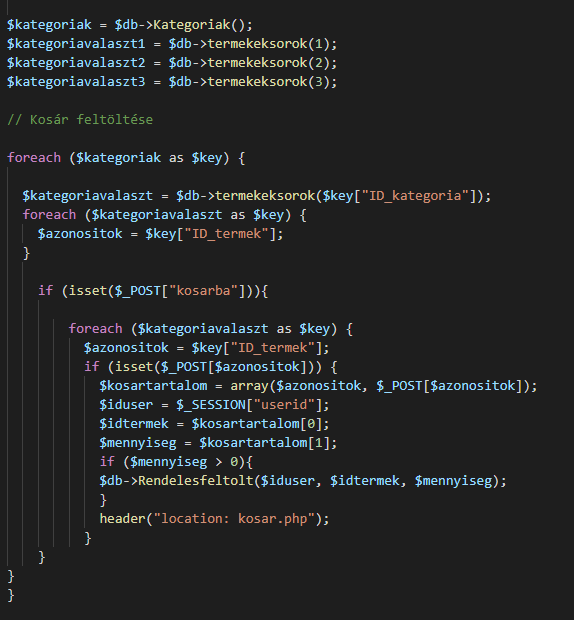 $kategoriak = $db->Kategoriak();
$kategoriavalaszt1 = $db->termekeksorok(1);
$kategoriavalaszt2 = $db->termekeksorok(2);
$kategoriavalaszt3 = $db->termekeksorok(3);
// Kosár feltöltése
foreach ($kategoriak as $key) {
$kategoriavalaszt = $db->termekeksorok($key["ID_kategoria"]);
foreach ($kategoriavalaszt as $key) {
$azonositok = $key["ID_termek"];
}
if (isset($_POST["kosarba"])){
foreach ($kategoriavalaszt as $key) {
$azonositok = $key["ID_termek"];
if (isset($_POST[$azonositok])) {
$kosartartalom = array($azonositok, $_POST[$azonositok]);
$iduser = $_SESSION["userid"];
$idtermek = $kosartartalom[0];
$mennyiseg = $kosartartalom[1];
if ($mennyiseg > 0){
$db->Rendelesfeltolt($iduser, $idtermek, $mennyiseg);
}
header("location: kosar.php");
}
}
}
}